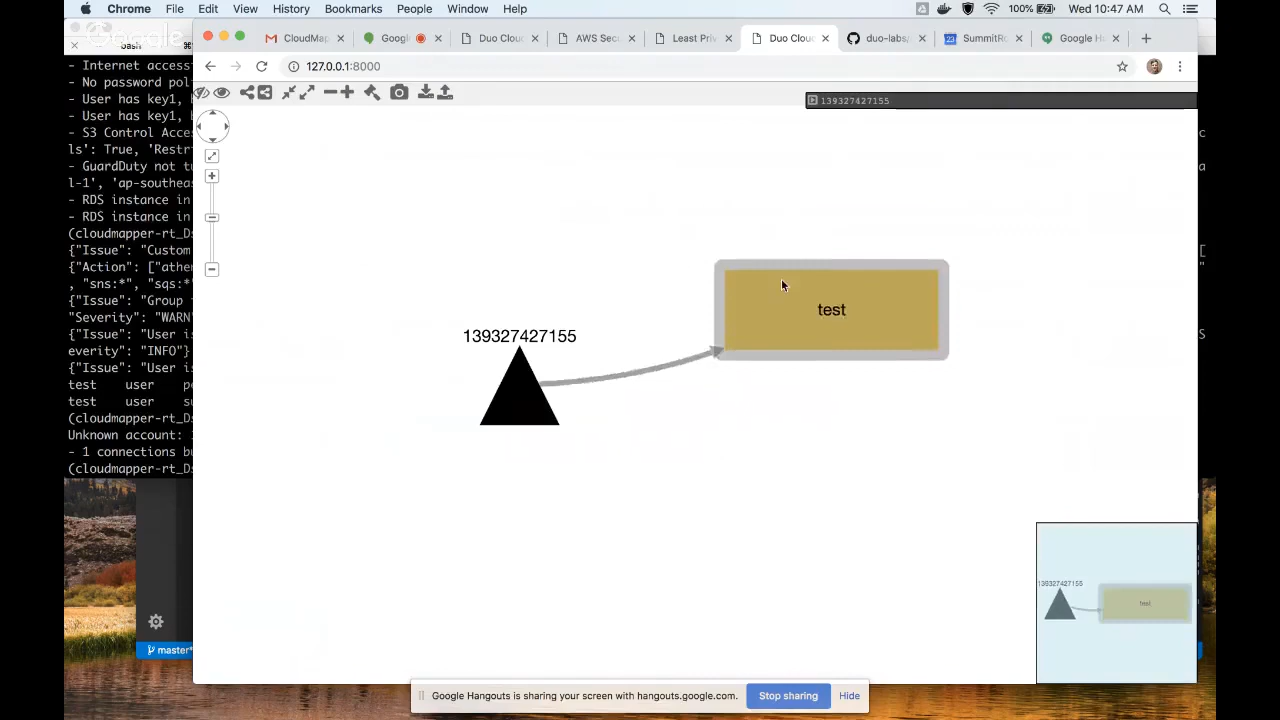 Chrome File Edit View History Bookmarks People Window Help 100% Wed 10:47 AM
Google
bash
CloudMap Googl Duo Clou AWS Sec Least Priv Duo Clou duo-labs/ SummitRo Google H
127.0.0.1:8000
139327427155
- Internet access
- No password pol
- User has key1,
- User has key1,
- S3 Control Acce
ls': True, 'Restr
- GuardDuty not t
l-1', 'ap-southea
- RDS instance in
- RDS instance in
(cloudmapper-rt_D
{"Issue": "Custom
{"Action": ["athe
, "sns:*", "sqs:*"
{"Issue": "Group
"Severity": "WARN"
{"Issue": "User is
everity": "INFO"}
{"Issue": "User is
test user p
test user s
(cloudmapper-rt_D
Unknown account:
- 1 connections b
(cloudmapper-rt_D
c
a
[
"
S
test
139327427155
139327427155
test
master*
Google Hangouts is sharing your screen with hangouts.google.com. Stop sharing Hide